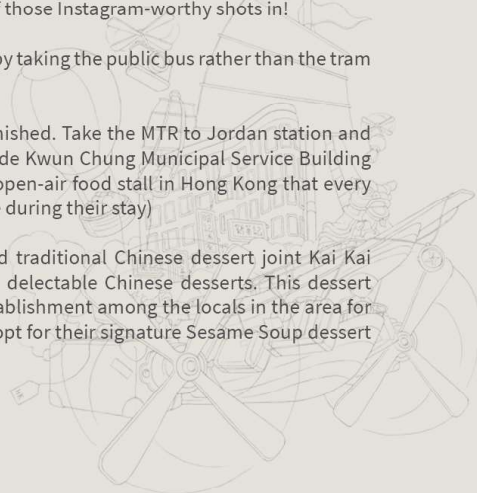 those Instagram-worthy shots in!
by taking the public bus rather than the tram
nished. Take the MTR to Jordan station and
de Kwun Chung Municipal Service Building
open-air food stall in Hong Kong that every
during their stay)
d traditional Chinese dessert joint Kai Kai
delectable Chinese desserts. This dessert
ablishment among the locals in the area for
opt for their signature Sesame Soup dessert